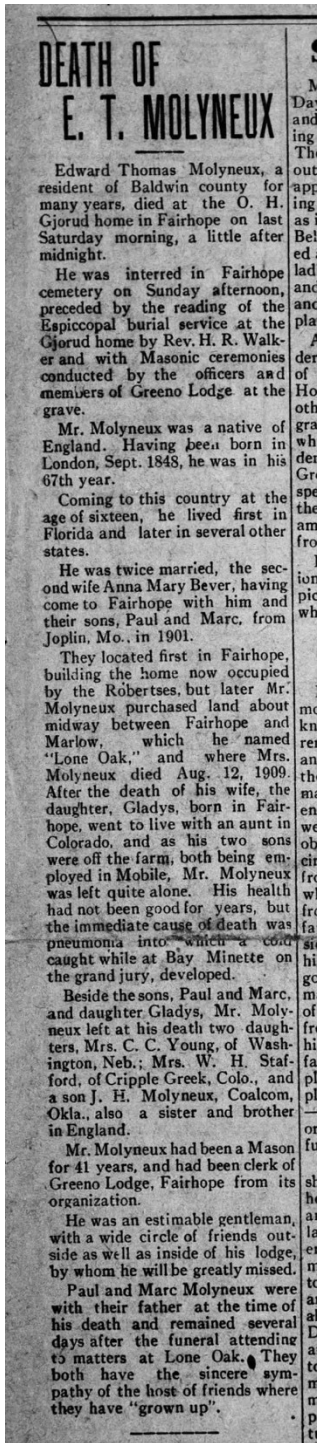 DEATH OF
E. T. MOLYNEUX
Edward Thomas Molyneux, a
resident of Baldwin county for
many years, died at the O. H.
Gjorud home in Fairhope on last
Saturday morning, a little after
midnight.
He was interred in Fairhope
cemetery on Sunday afternoon,
preceded by the reading of the
Espiccopal burial service at the
Gjorud home by Rev. H. R. Walk-
er and with Masonic ceremonies
conducted by the officers and
members of Greeno Lodge at the
grave.
Mr. Molyneux was a native of
England. Having been born in
London, Sept. 1848, he was in his
67th year.
Coming to this country at the
age of sixteen, he lived first in
Florida and later in several other
states.
He was twice married, the sec-
ond wife Anna Mary Bever, having
come to Fairhope with him and
their sons, Paul and Marc, from
Joplin, Mo., in 1901.
They located first in Fairhope,
building the home now occupied
by the Robertses, but later Mr.
Molyneux purchased land about
midway between Fairhope and
Marlow, which he named
"Lone Oak," and where Mrs.
Molyneux died Aug. 12, 1909.
After the death of his wife, the
daughter, Gladys, born in Fair-
hope, went to live with an aunt in
Colorado, and as his two sons
were off the farm, both being em-
ployed in Mobile, Mr. Molyneux
was left quite alone. His health
had not been good for years, but
the immediate cause of death was
pneumonia into which a cold
caught while at Bay Minette on
the grand jury, developed.
Beside the sons, Paul and Marc,
and daughter Gladys, Mr. Moly-
neux left at his death two daugh-
ters, Mrs. C. C. Young, of Wash-
ington, Neb.; Mrs. W. H. Staf-
ford, of Cripple Greek, Colo., and
a son J. H. Molyneux, Coalcom,
Okla., also a sister and brother
in England.
Mr. Molyneux had been a Mason
for 41 years, and had been clerk of
Greeno Lodge, Fairhope from its
organization.
He was an estimable gentleman,
with a wide circle of friends out-
side as well as inside of his lodge,
by whom he will be greatly missed.
Paul and Marc Molyneux were
with their father at the time of
his death and remained several
days after the funeral attending
to matters at Lone Oak. They
both have the sincere sym-
pathy of the host of friends where
they have "grown up".